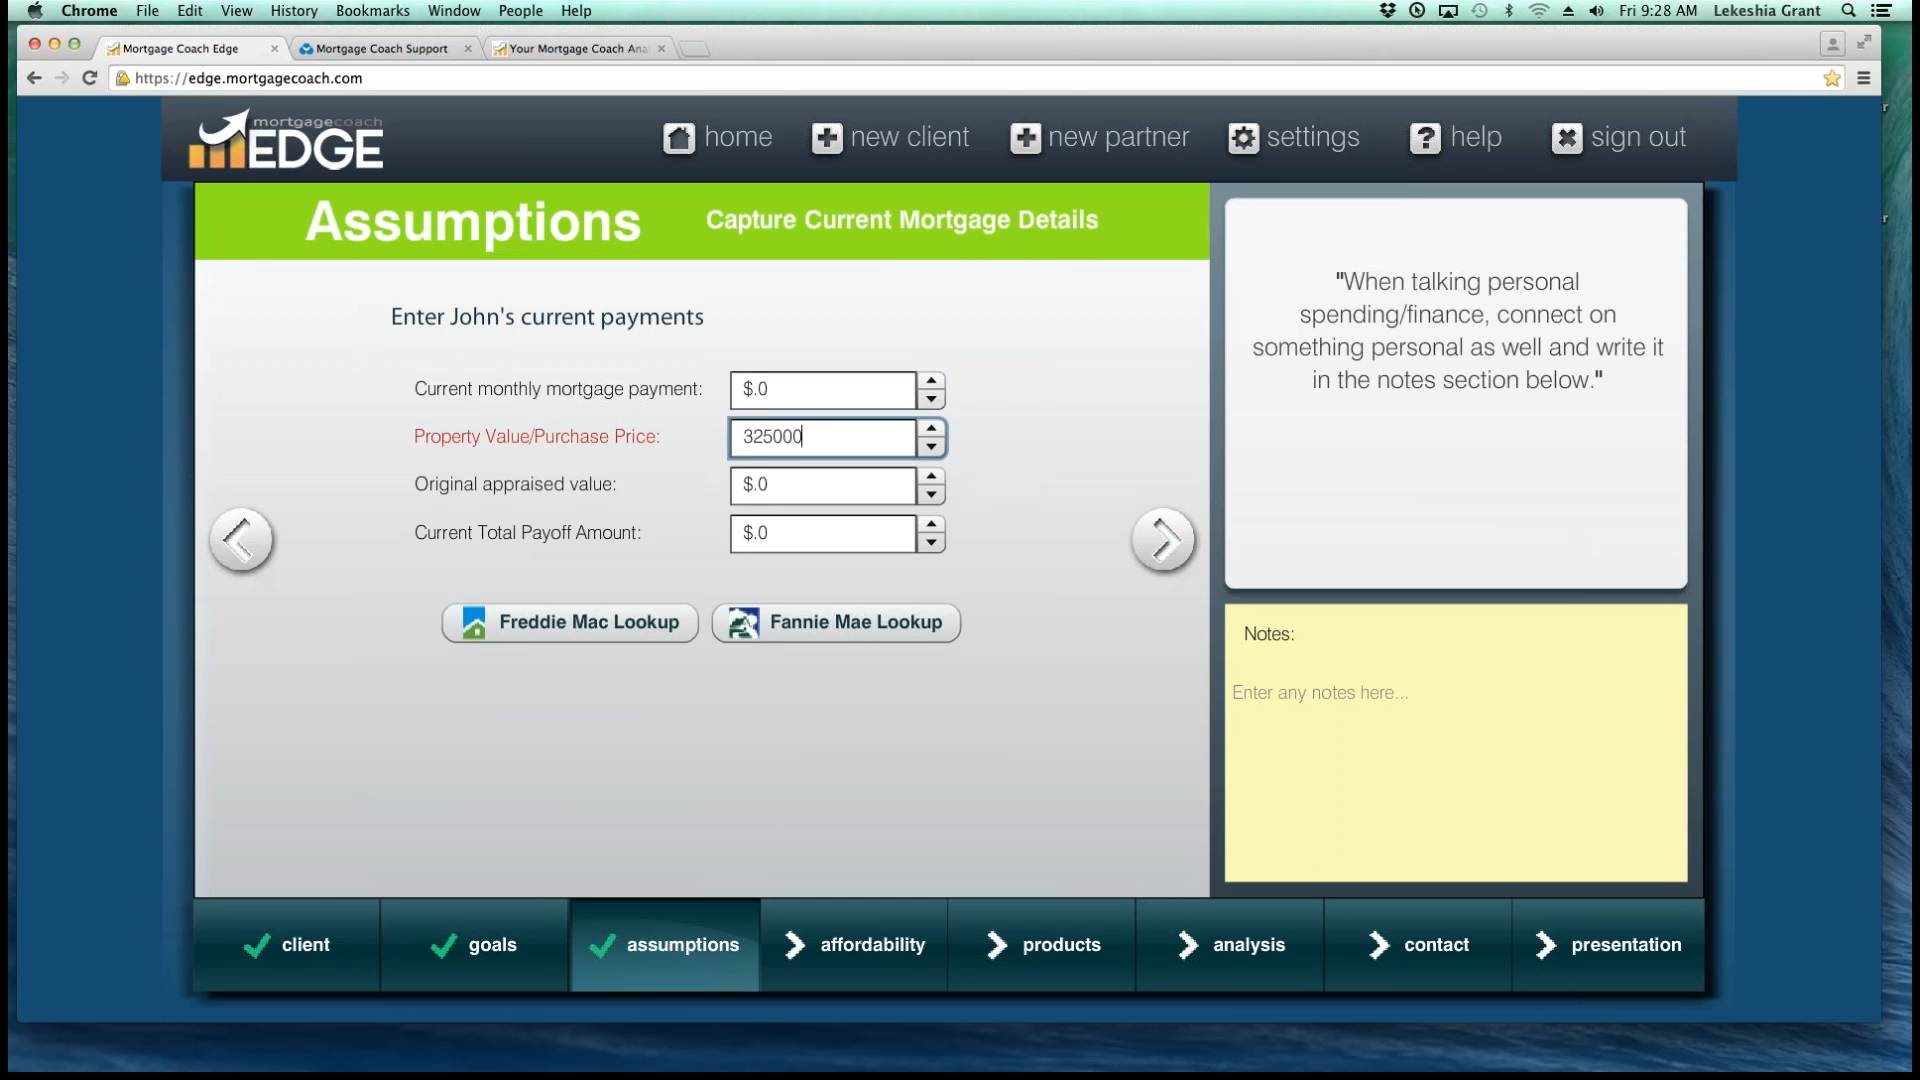 Chrome File Edit View History Bookmarks Window People Help Fri 9:28 AM Lekeshia Grant
Mortgage Coach Edge Mortgage Coach Support Your Mortgage Coach Ana
https://edge.mortgagecoach.com
mortgagecoach
EDGE
home new client new partner settings help sign out
Assumptions Capture Current Mortgage Details
Enter John's current payments
Current monthly mortgage payment: $.0
Property Value/Purchase Price: 325000
Original appraised value: $.0
Current Total Payoff Amount: $.0
Freddie Mac Lookup Fannie Mae Lookup
"When talking personal
spending/finance, connect on
something personal as well and write it
in the notes section below."
Notes:
Enter any notes here...
client goals assumptions affordability products analysis contact presentation